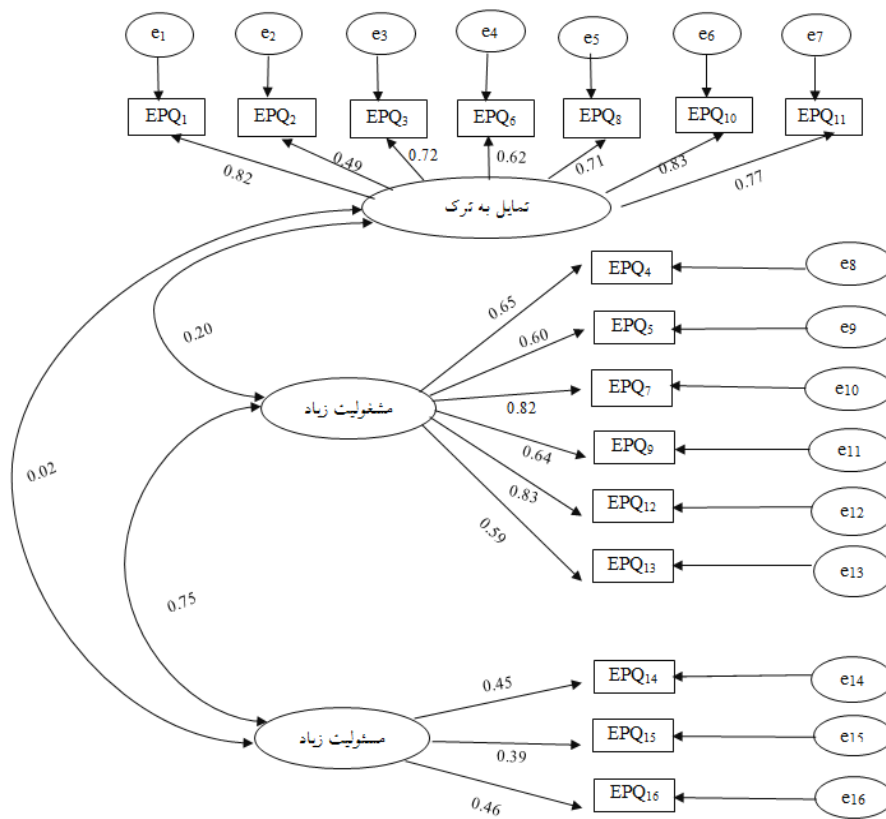 e1 e2 e3 e4 e5 e6 e7
EPQ1 EPQ2 EPQ3 EPQ6 EPQ8 EPQ10 EPQ11
0.82 0.49 0.72 0.62 0.71 0.83 0.77
تمایل به ترک
EPQ4 e8
0.65
EPQ5 e9
0.60
0.20
EPQ7 e10
مشغولیت زیاد
0.82
EPQ9 e11
0.64
0.02
EPQ12 e12
0.83
0.59
EPQ13 e13
0.75
EPQ14 e14
0.45
مسئولیت زیاد
EPQ15 e15
0.39
EPQ16 e16
0.46